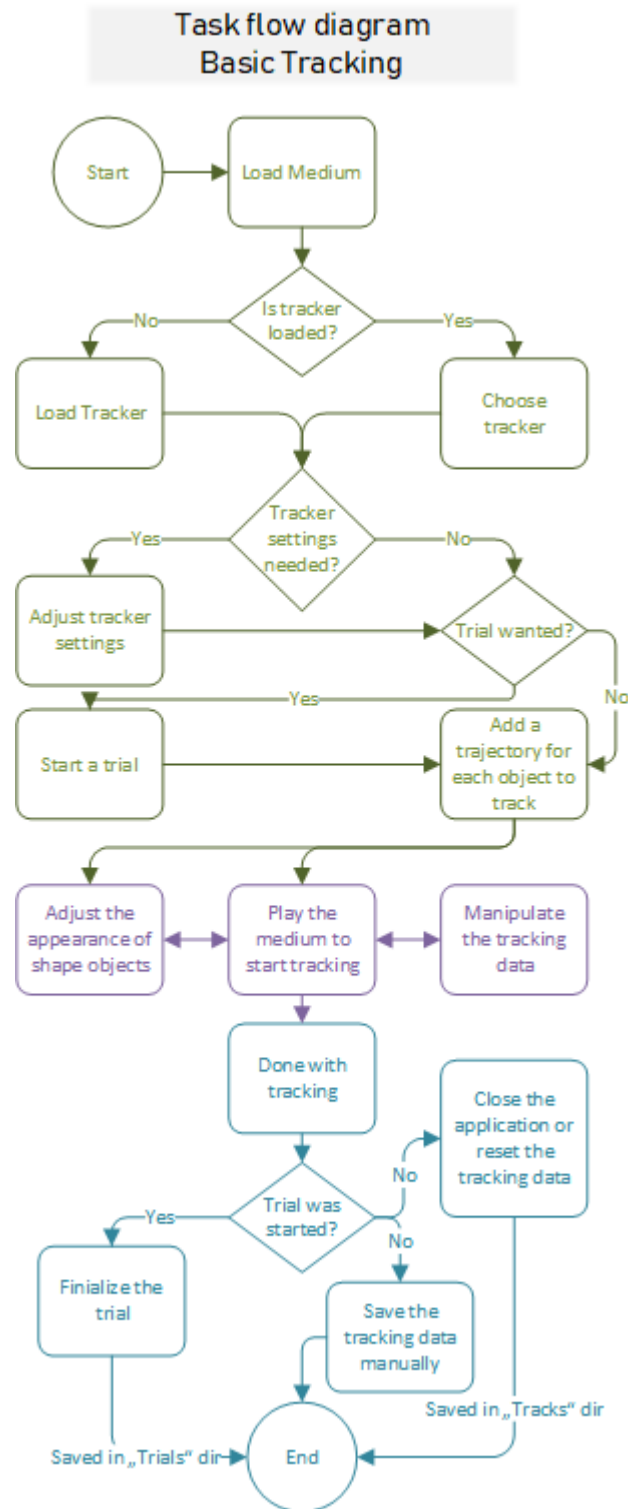 Task flow diagram
Basic Tracking
Start
Load Medium
Is tracker
loaded?
No
Yes
Load Tracker
Choose
tracker
Tracker
settings
needed?
Yes
No
Adjust tracker
settings
Trial wanted?
Yes
No
Start a trial
Add a
trajectory for
each object to
track
Adjust the
appearance of
shape objects
Play the
medium to
start tracking
Manipulate
the tracking
data
Done with
tracking
Close the
application or
reset the
tracking data
Trial was
started?
Yes
No
No
Finialize the
trial
Save the
tracking data
manually
Saved in „Tracks“ dir
Saved in „Trials“ dir
End